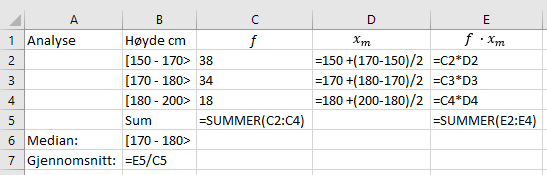 A B C D E
1 Analyse Høyde cm f xₘ f · xₘ
2 [150 - 170> 38 =150 +(170-150)/2 =C2*D2
3 [170 - 180> 34 =170 +(180-170)/2 =C3*D3
4 [180 - 200> 18 =180 +(200-180)/2 =C4*D4
5 Sum =SUMMER(C2:C4) =SUMMER(E2:E4)
6 Median: [170 - 180>
7 Gjennomsnitt: =E5/C5